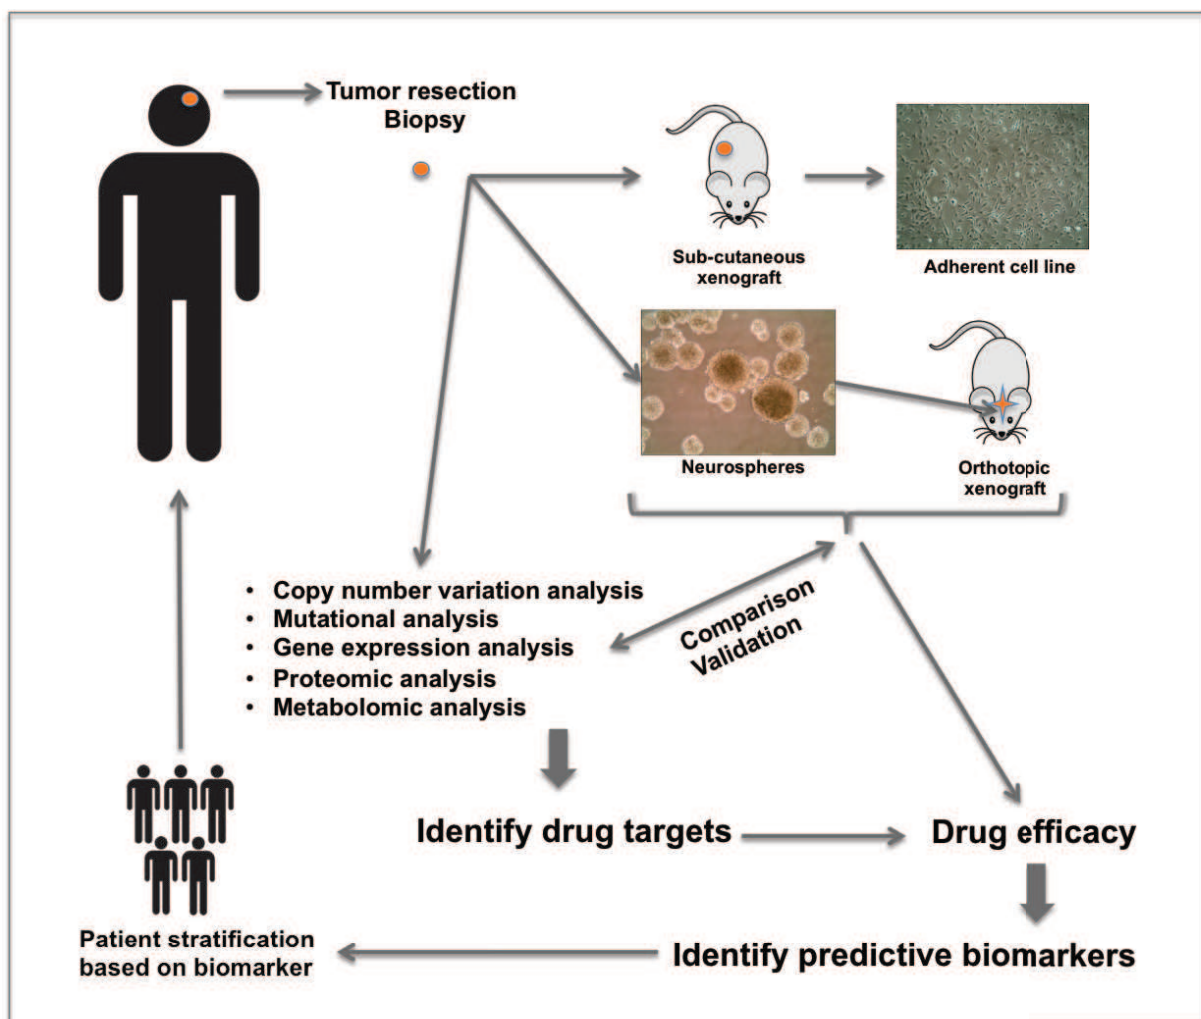 Tumor resection
Biopsy
Sub-cutaneous
xenograft
Adherent cell line
Neurospheres
Orthotopic
xenograft
• Copy number variation analysis
• Mutational analysis
• Gene expression analysis
• Proteomic analysis
• Metabolomic analysis
Comparison
Validation
Identify drug targets
Drug efficacy
Patient stratification
based on biomarker
Identify predictive biomarkers